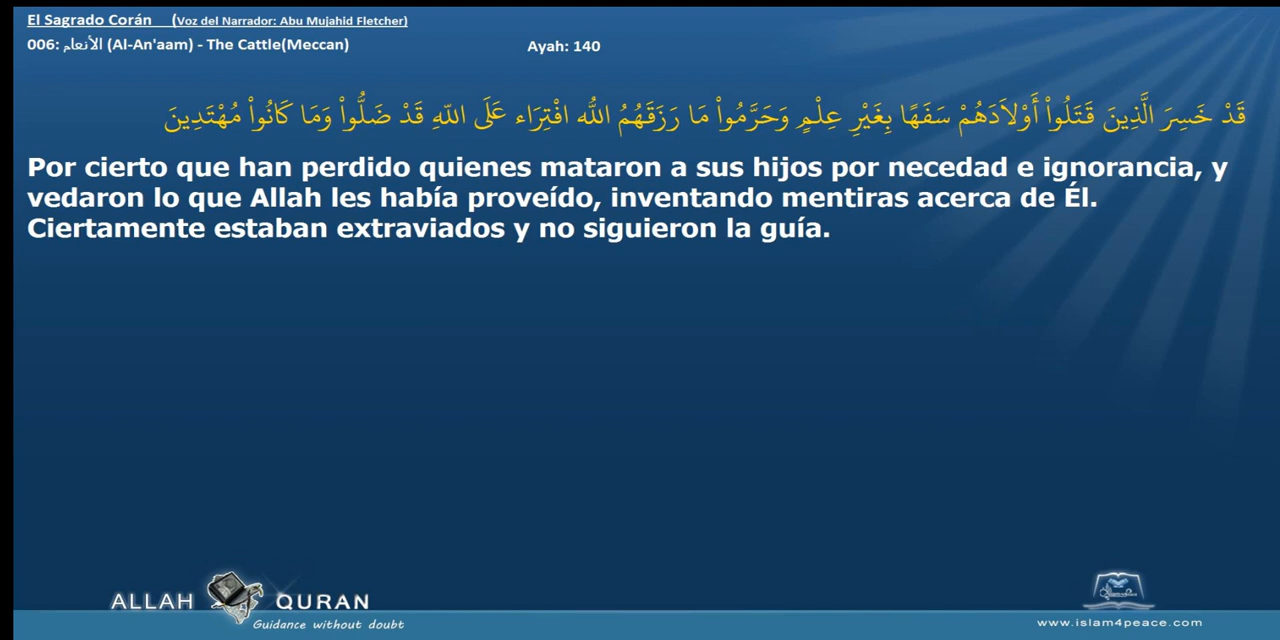 El Sagrado Corán (Voz del Narrador: Abu Mujahid Fletcher)
006: الأنعام (Al-An'aam) - The Cattle(Meccan)
Ayah: 140
قَدْ خَسِرَ الَّذِينَ قَتَلُواْ أَوْلاَدَهُمْ سَفَهًا بِغَيْرِ عِلْمٍ وَحَرَّمُواْ مَا رَزَقَهُمُ اللّه افْتِرَاء عَلَى اللّهِ قَدْ ضَلُّواْ وَمَا كَانُواْ مُهْتَدِينَ
Por cierto que han perdido quienes mataron a sus hijos por necedad e ignorancia, y
vedaron lo que Allah les había proveído, inventando mentiras acerca de Él.
Ciertamente estaban extraviados y no siguieron la guía.
ALLAH QURAN
Guidance without doubt
www.islam4peace.com